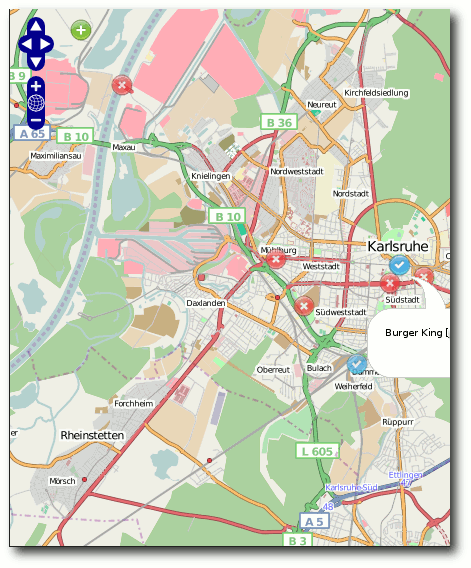 B 9
Kirchfeldsiedlung
Neureut
B 36
A 65
B 10
Maxau
Maximiliansau
Knielingen
Nordweststadt
Nordstadt
B 10
Karlsruhe
Mühlburg
Weststadt
Südstadt
Daxlanden
Südweststadt
Burger King [
Oberreut
Bulach
Weiherfeld
Forchheim
Rüppurr
er
Rheinstetten
L 605
Ettlingen
47
Mörsch
Karlsruhe Süd
48
A 5
B 3